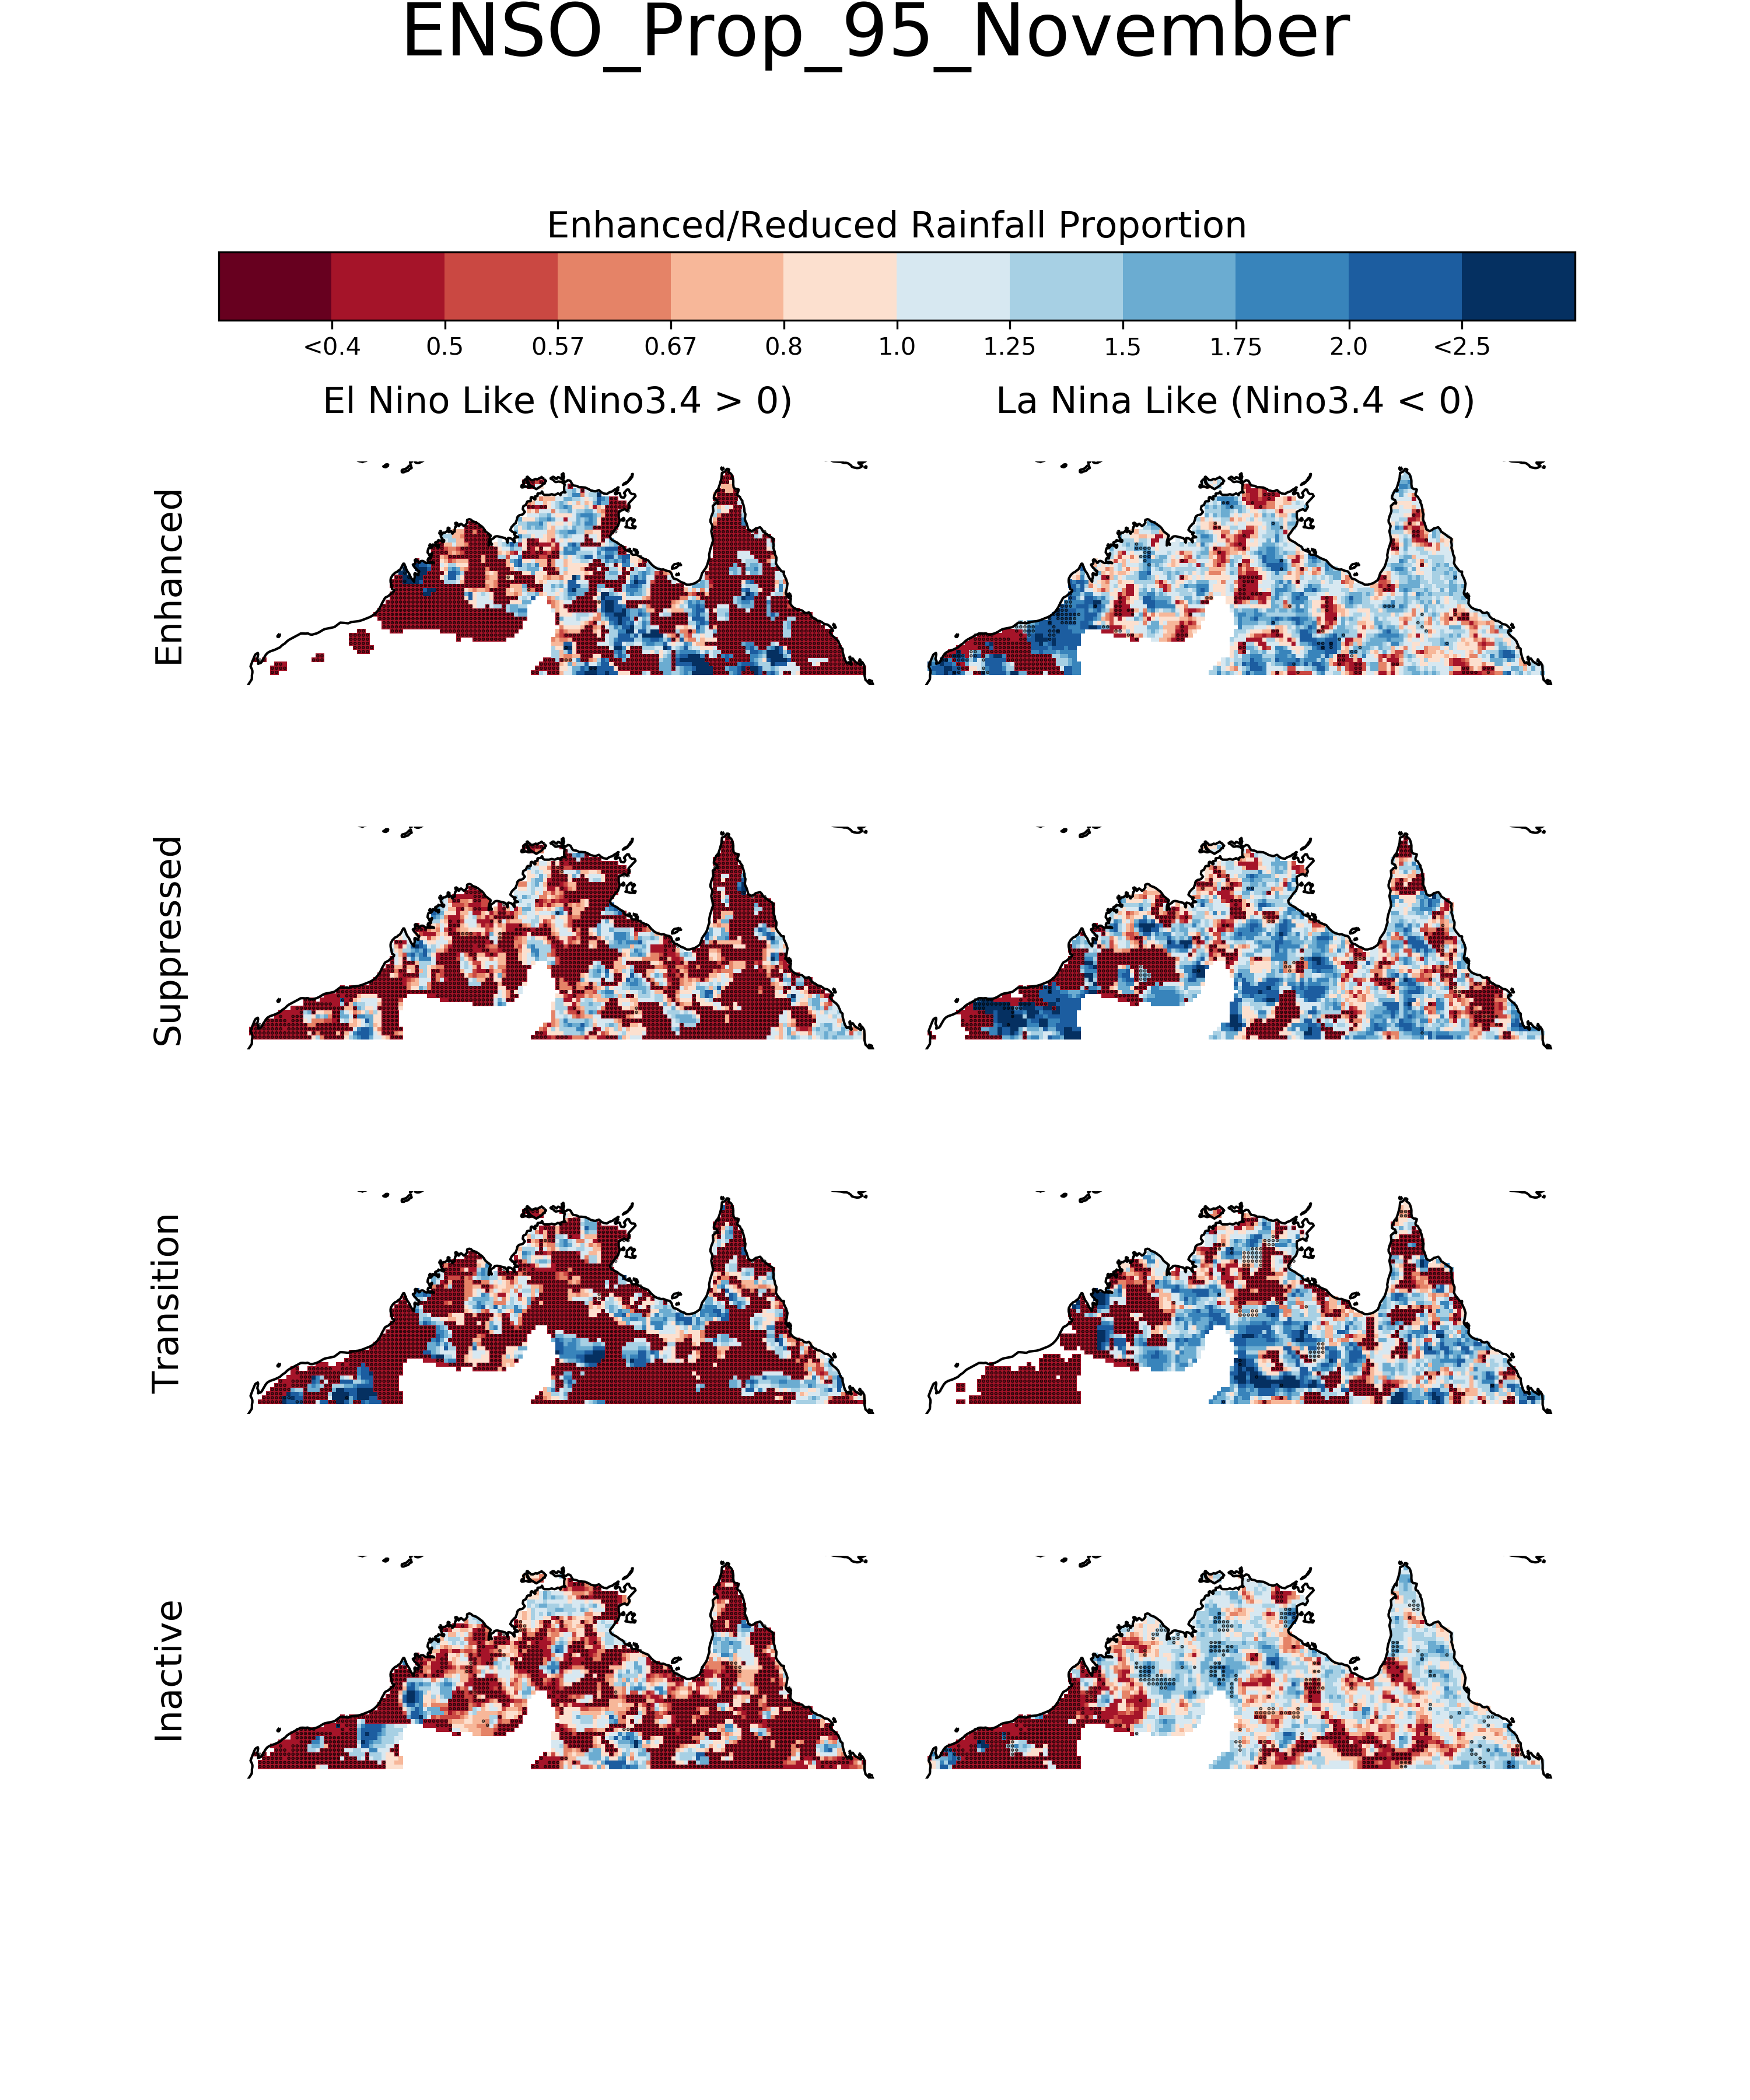 ENSO_Prop_95_November
Enhanced/Reduced Rainfall Proportion
<0.4 0.5 0.57 0.67 0.8 1.0 1.25 1.5 1.75 2.0 <2.5
El Nino Like (Nino3.4 > 0) La Nina Like (Nino3.4 < 0)
Enhanced
Suppressed
Transition
Inactive